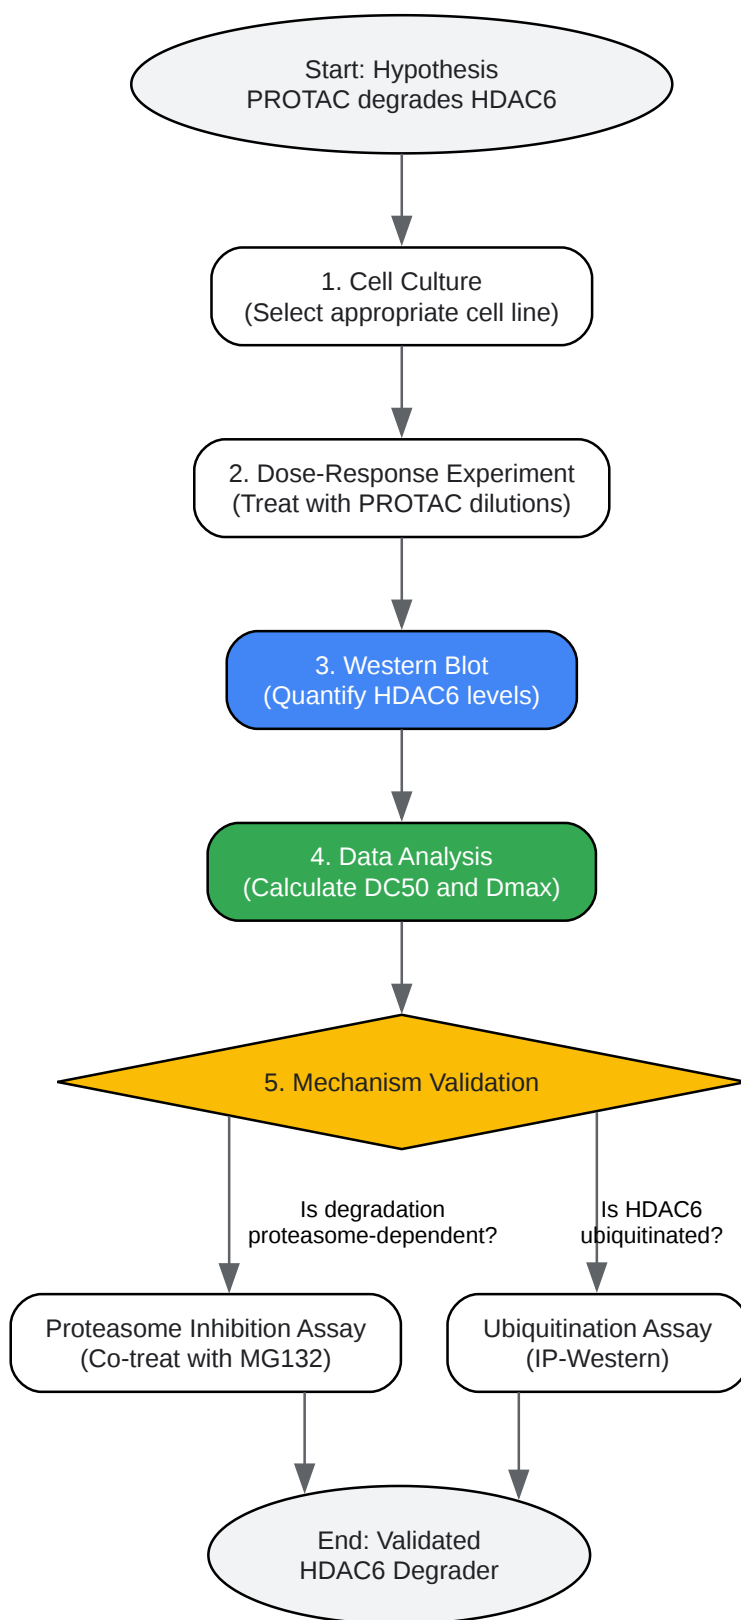 Start: Hypothesis
PROTAC degrades HDAC6
1. Cell Culture
(Select appropriate cell line)
2. Dose-Response Experiment
(Treat with PROTAC dilutions)
3. Western Blot
(Quantify HDAC6 levels)
4. Data Analysis
(Calculate DC50 and Dmax)
5. Mechanism Validation
Is degradation
proteasome-dependent?
Is HDAC6
ubiquitinated?
Proteasome Inhibition Assay
(Co-treat with MG132)
Ubiquitination Assay
(IP-Western)
End: Validated
HDAC6 Degrader